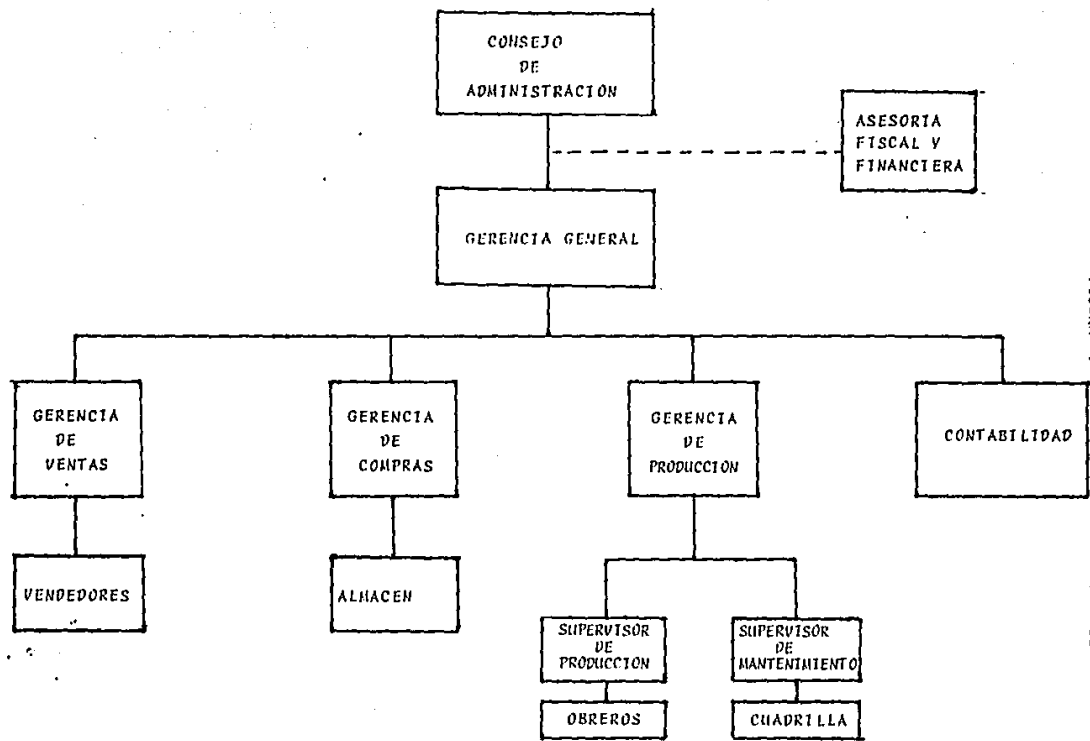 CONSEJO
DE
ADMINISTRACION
ASESORIA
FISCAL Y
FINANCIERA
GERENCIA GENERAL
GERENCIA
DE
VENTAS
GERENCIA
DE
COMPRAS
GERENCIA
DE
PRODUCCION
CONTABILIDAD
VENDEDORES
ALMACEN
SUPERVISOR
DE
PRODUCCION
SUPERVISOR
DE
MANTENIMIENTO
OBREROS
CUADRILLA